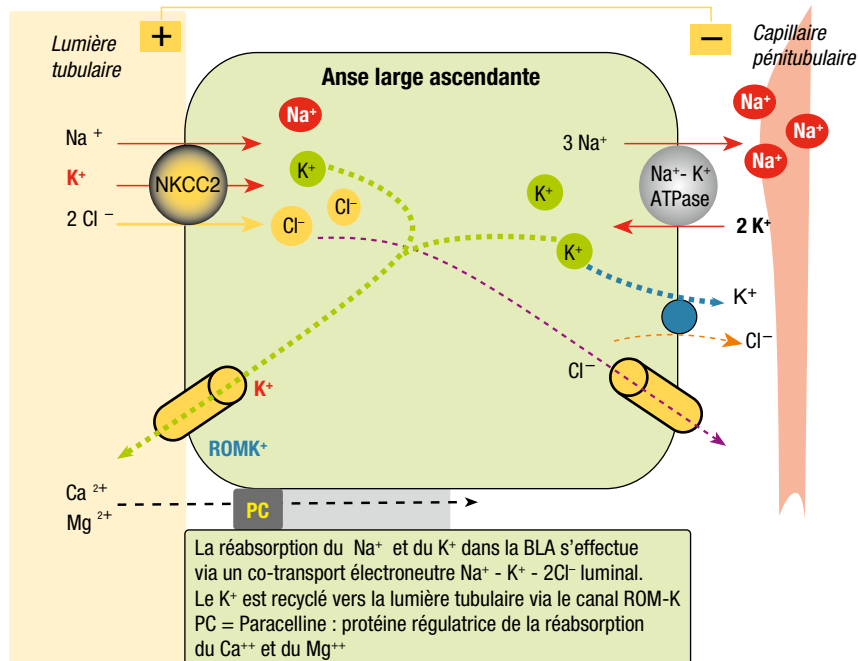 +
−
Lumière
tubulaire
Capillaire
pénitubulaire
Anse large ascendante
Na⁺
Na⁺
Na⁺
Na⁺
Na ⁺
3 Na⁺
K⁺
K⁺
NKCC2
K⁺
Na⁺- K⁺
ATPase
2 Cl ⁻
Cl⁻
Cl⁻
2 K⁺
K⁺
K⁺
Cl⁻
Cl⁻
K⁺
ROMK⁺
Ca ²⁺
Mg ²⁺
PC
La réabsorption du Na⁺ et du K⁺ dans la BLA s’effectue
via un co-transport électroneutre Na⁺ - K⁺ - 2Cl⁻ luminal.
Le K⁺ est recyclé vers la lumière tubulaire via le canal ROM-K
PC = Paracelline : protéine régulatrice de la réabsorption
du Ca⁺⁺ et du Mg⁺⁺